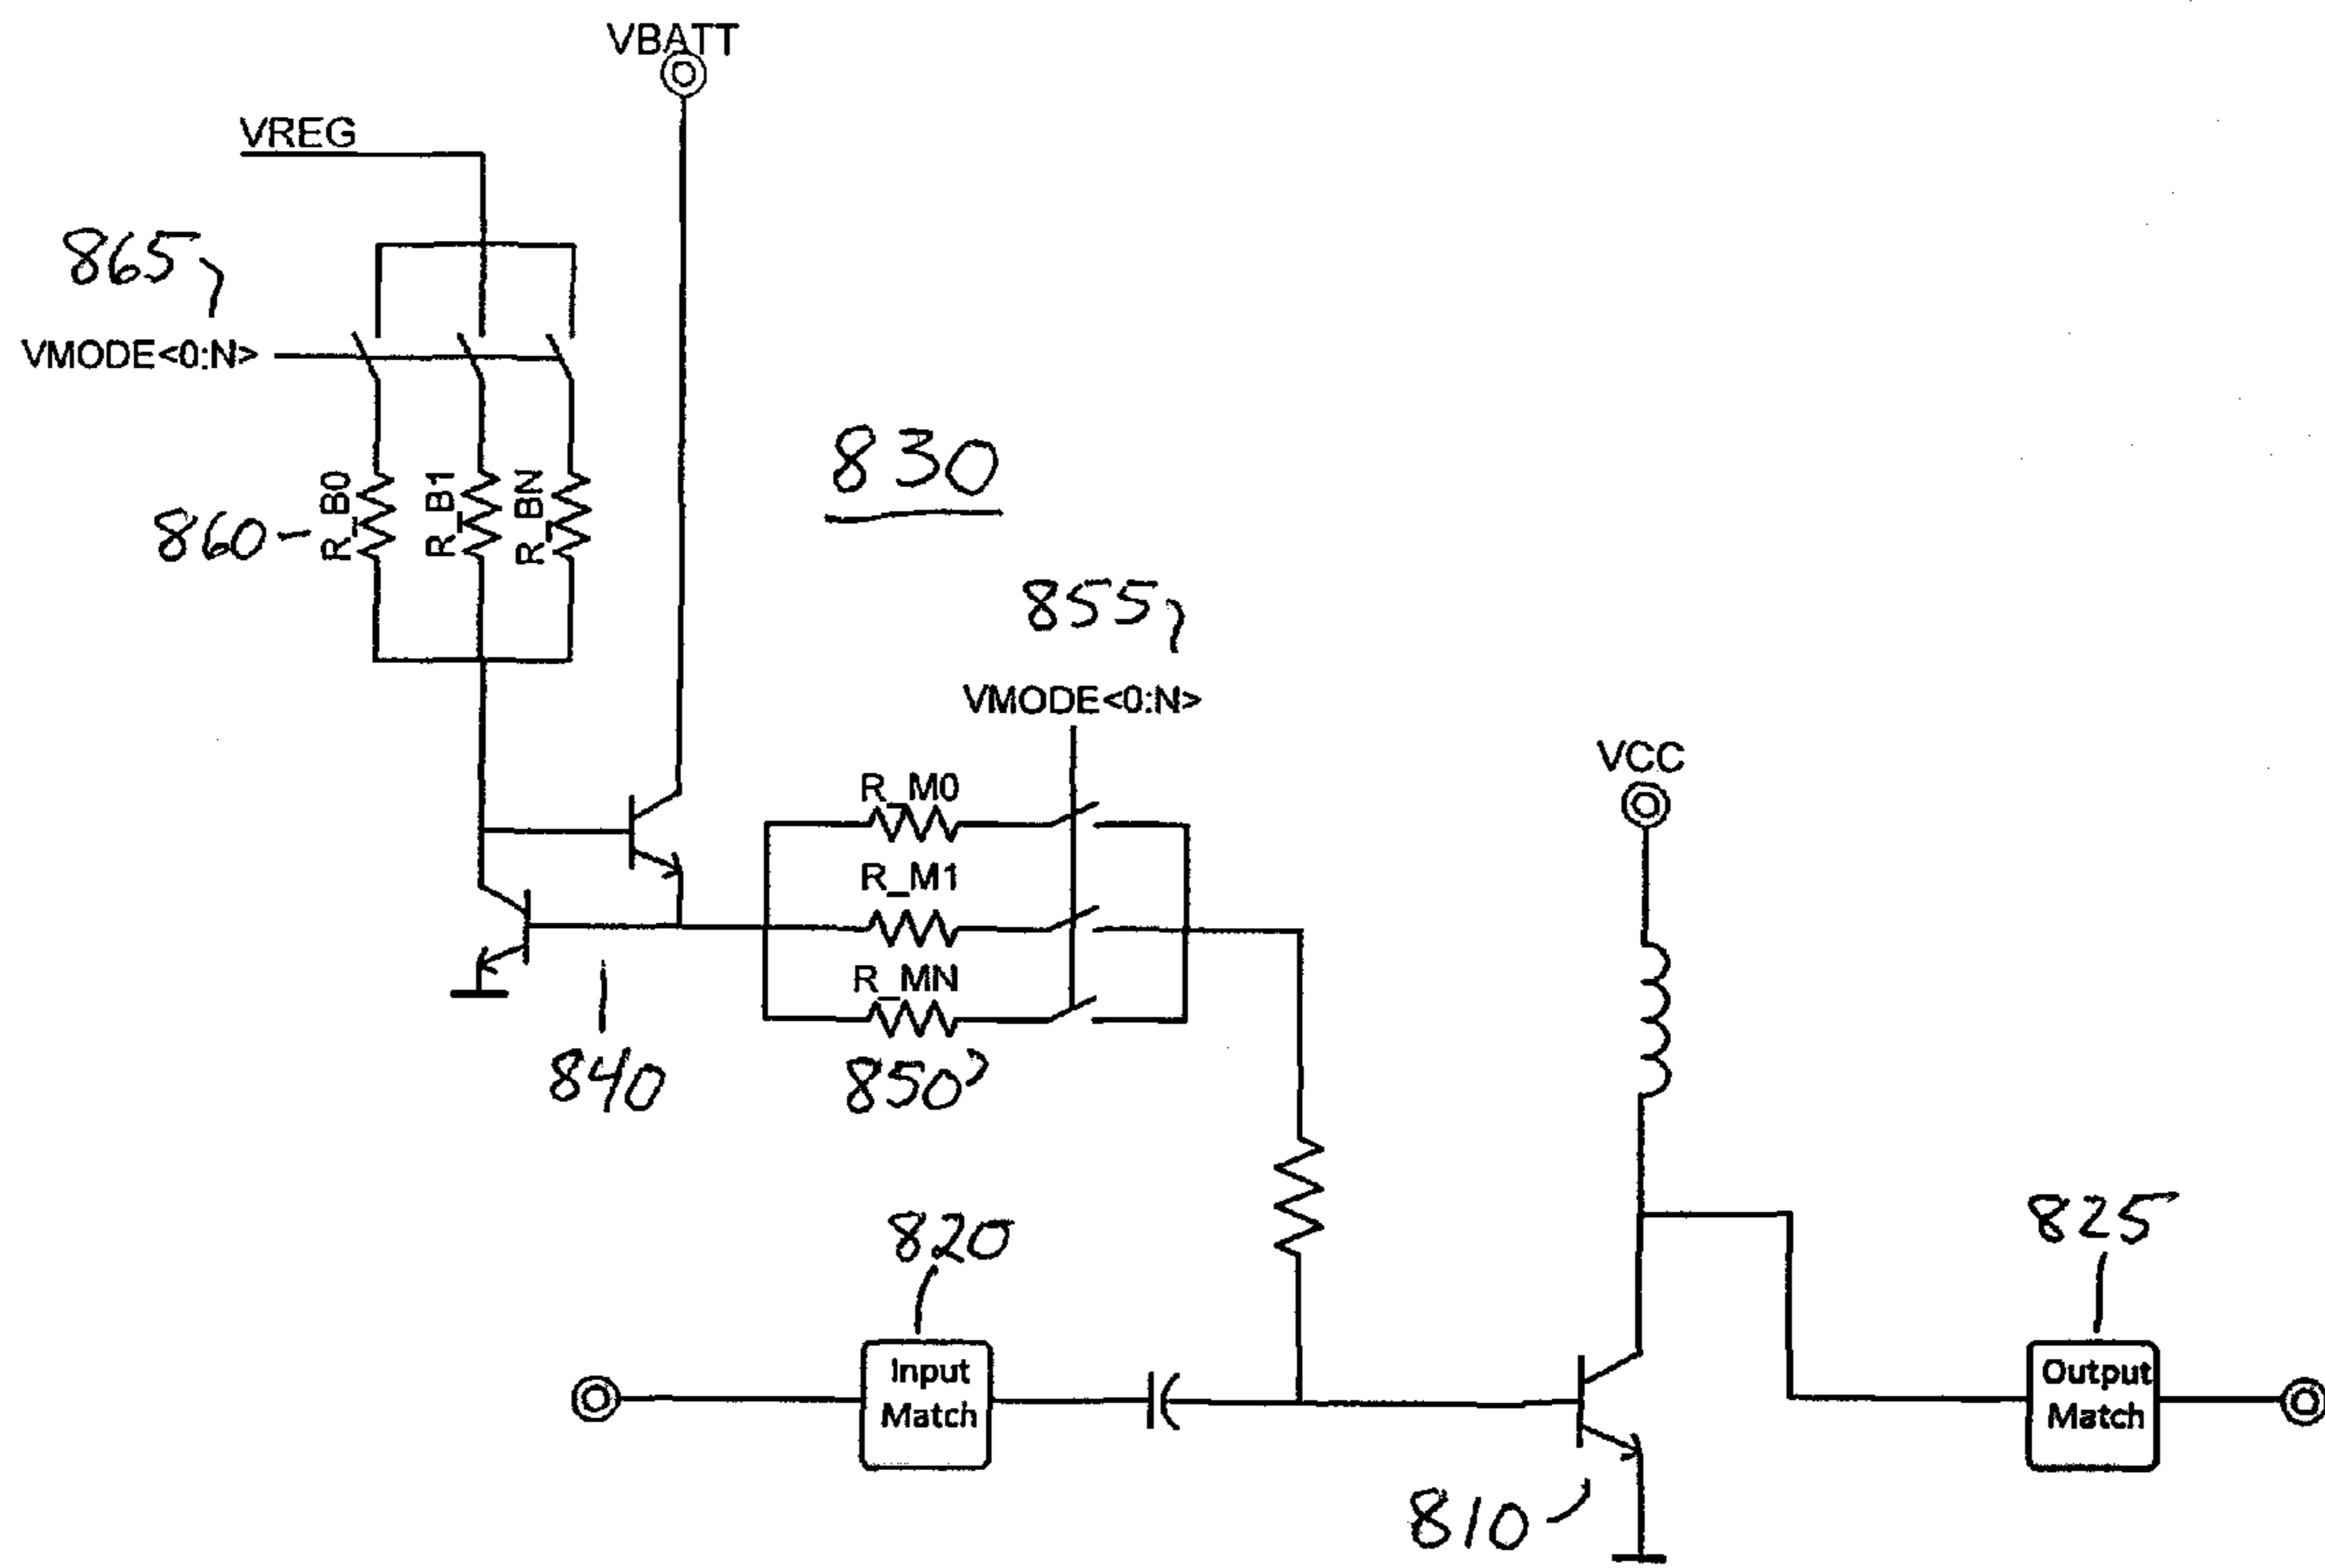 VBATT
VREG
865
VMODE<0:N>
830
860
R_B0
R_B1
R_BN
855
VMODE<0:N>
R_M0
R_M1
R_MN
840
850
VCC
820
825
Input
Match
Output
Match
810